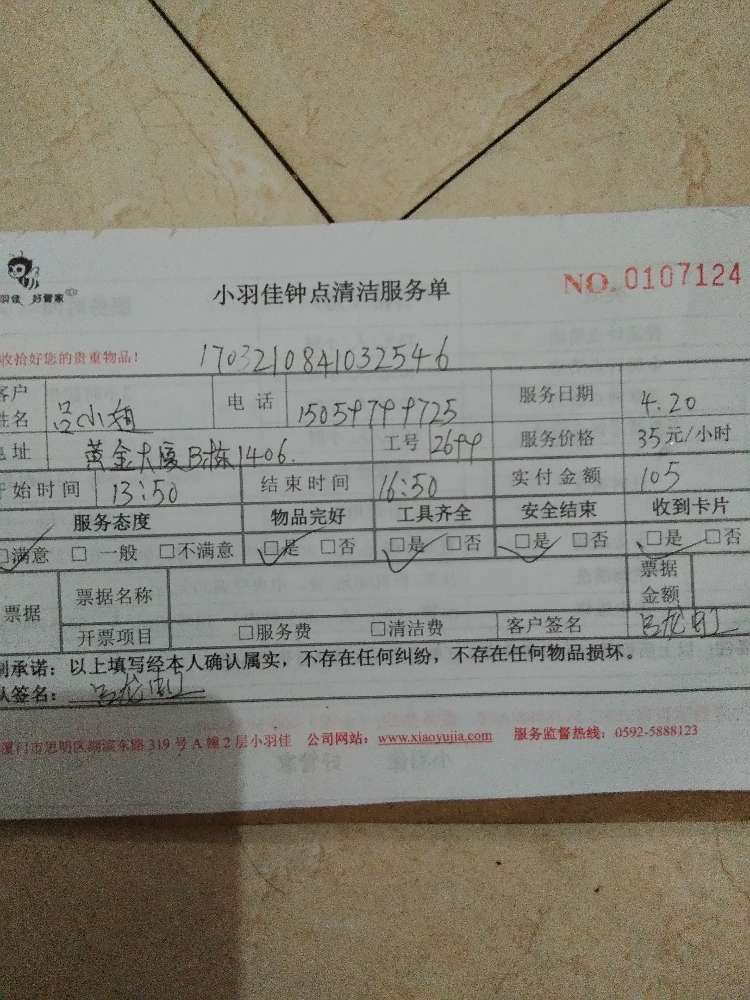 羽佳 好管家
小羽佳钟点清洁服务单
NO. 0107124
收拾好您的贵重物品！
1703210841032546
客户姓名 吕小姐 电话 15059799725 服务日期 4.20
地址 黄金大厦B栋1406. 工号 2699 服务价格 35元/小时
开始时间 13:50 结束时间 16:50 实付金额 105
服务态度 物品完好 工具齐全 安全结束 收到卡片
□满意 □一般 □不满意 □是 □否 □是 □否 □是 □否 □是 □否
票据 票据名称 票据金额
开票项目 □服务费 □清洁费 客户签名
承诺：以上填写经本人确认属实，不存在任何纠纷，不存在任何物品损坏。
认签名：
厦门市思明区湖滨东路 319 号 A 幢 2 层小羽佳 公司网站：www.xiaoyujia.com 服务监督热线：0592-5888123